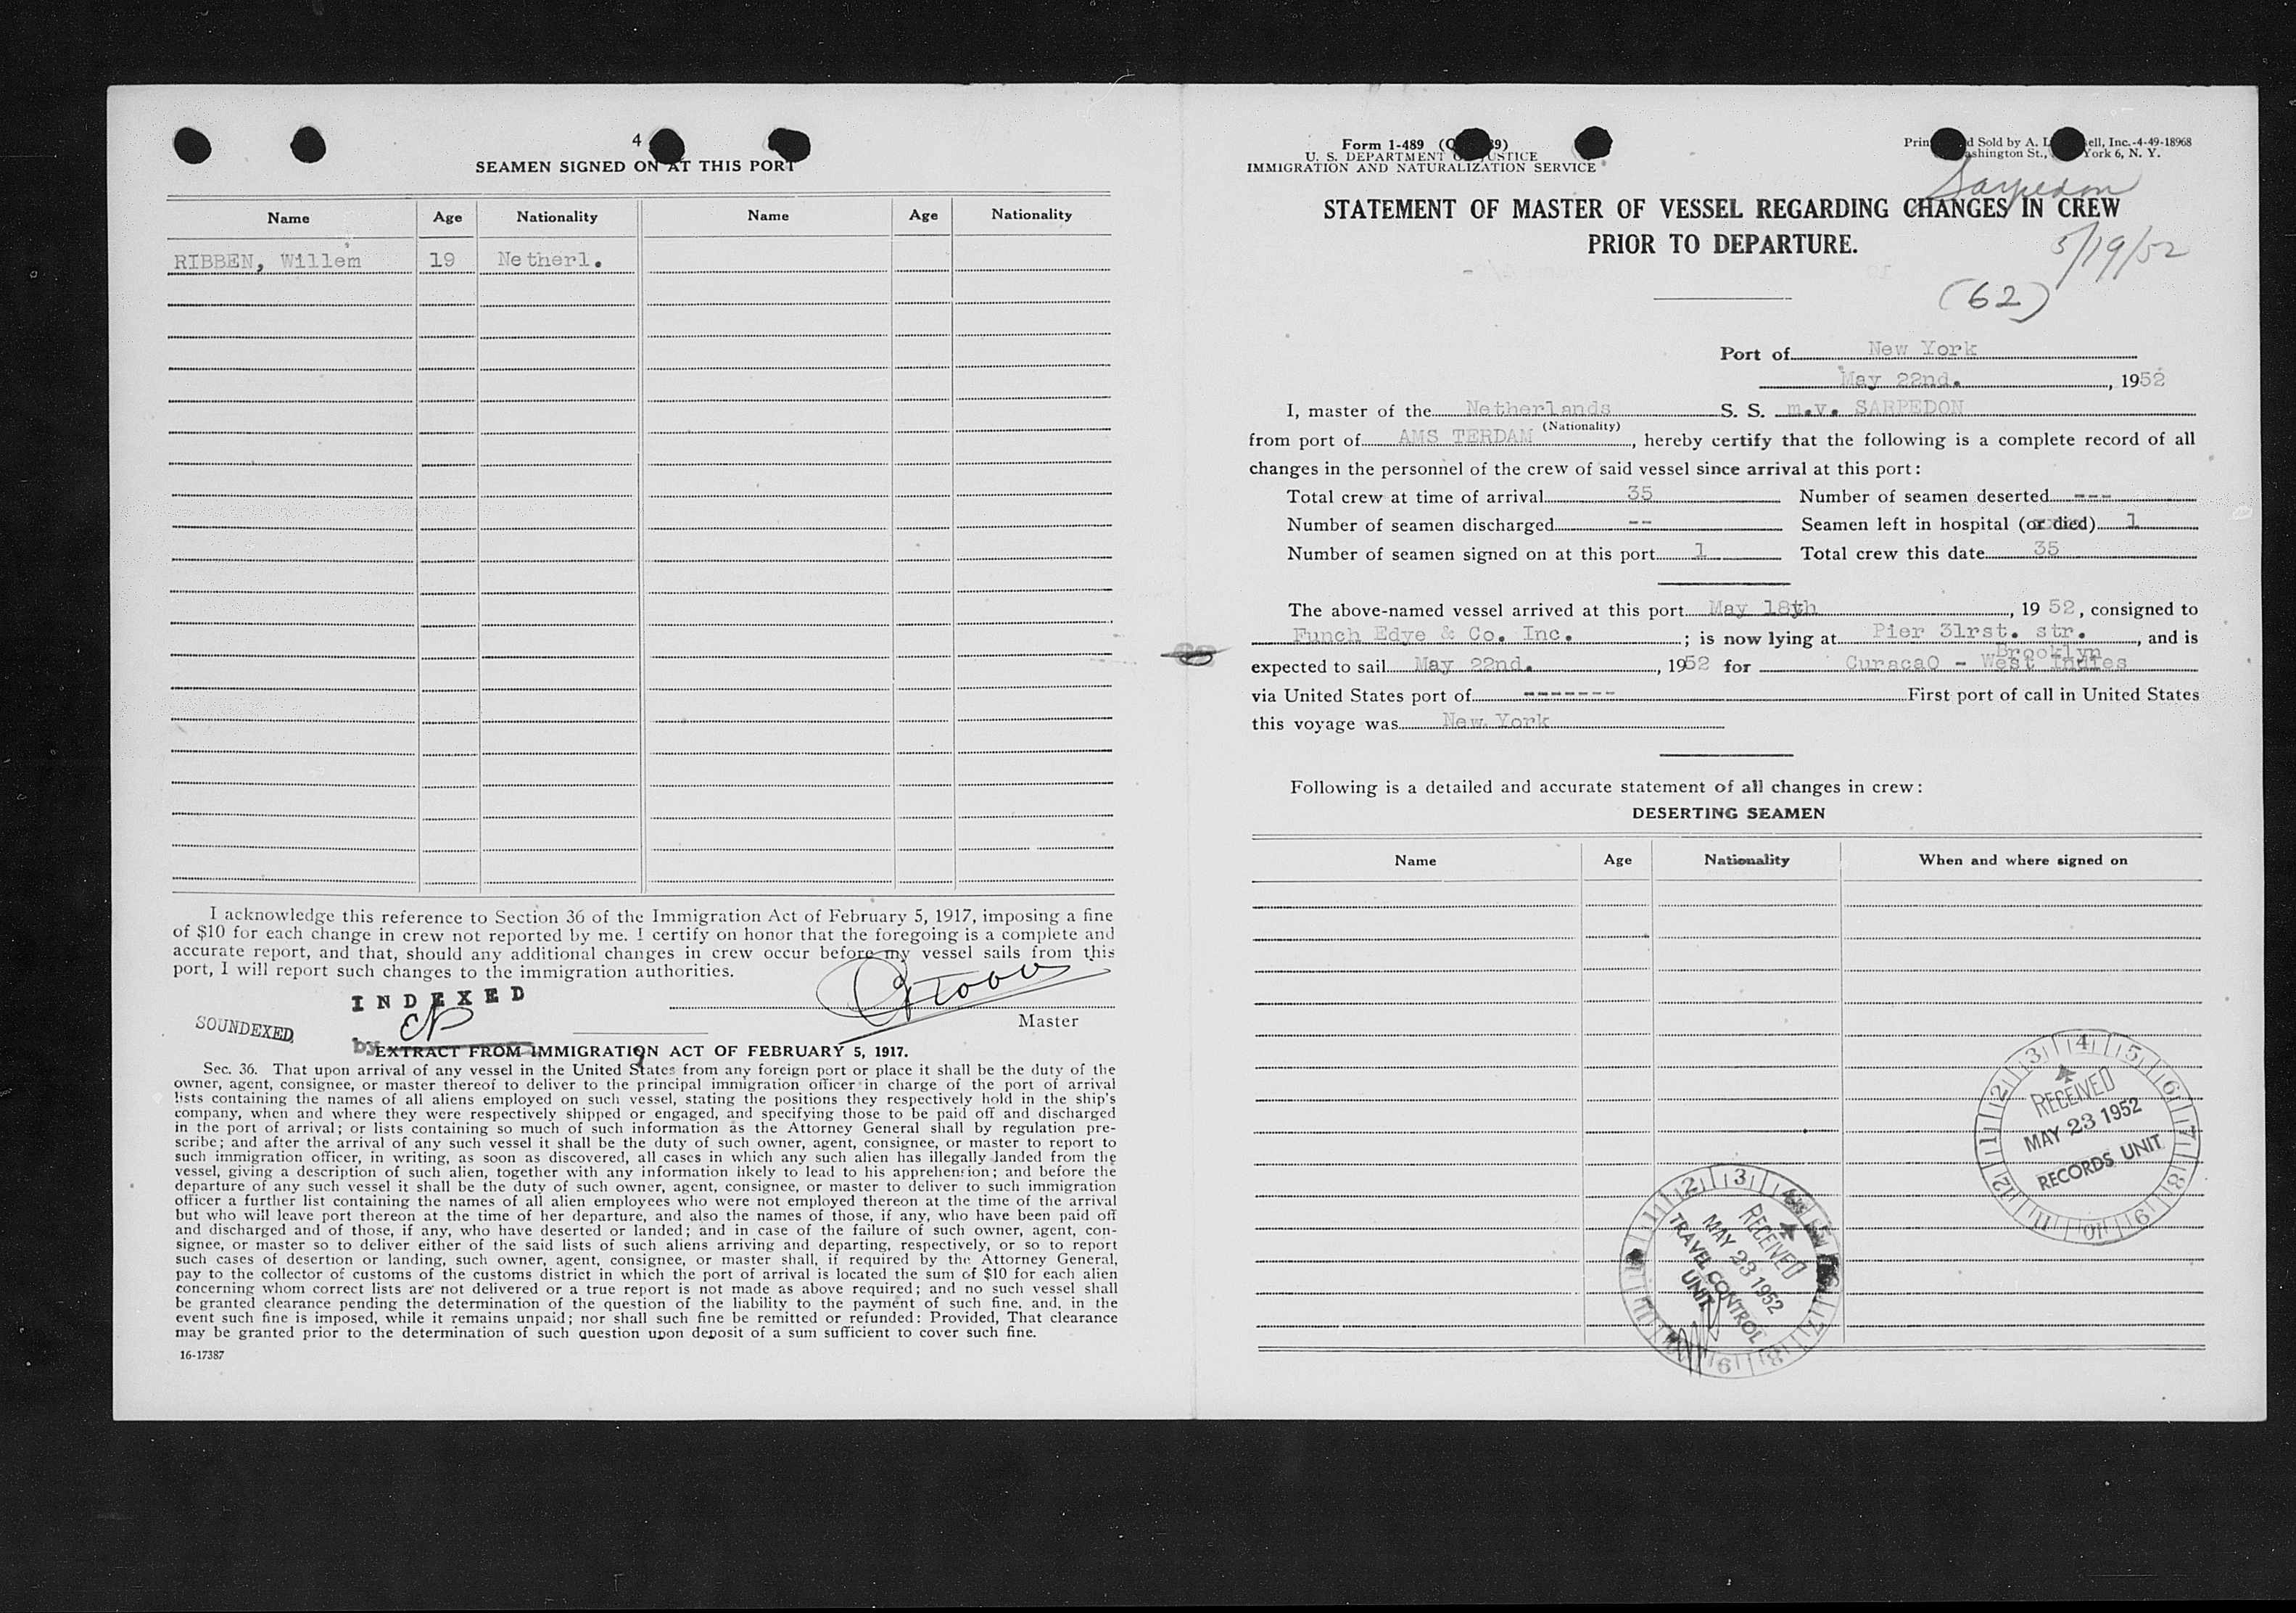 4
SEAMEN SIGNED ON AT THIS PORT
Name Age Nationality Name Age Nationality
RIBBEN, Willem 19 Netherl.
I acknowledge this reference to Section 36 of the Immigration Act of February 5, 1917, imposing a fine
of $10 for each change in crew not reported by me. I certify on honor that the foregoing is a complete and
accurate report, and that, should any additional changes in crew occur before my vessel sails from this
port, I will report such changes to the immigration authorities.
INDEXED
SOUNDEXED
Master
by
EXTRACT FROM IMMIGRATION ACT OF FEBRUARY 5, 1917.
Sec. 36. That upon arrival of any vessel in the United States from any foreign port or place it shall be the duty of the
owner, agent, consignee, or master thereof to deliver to the principal immigration officer in charge of the port of arrival
lists containing the names of all aliens employed on such vessel, stating the positions they respectively hold in the ship's
company, when and where they were respectively shipped or engaged, and specifying those to be paid off and discharged
in the port of arrival; or lists containing so much of such information as the Attorney General shall by regulation pre-
scribe; and after the arrival of any such vessel it shall be the duty of such owner, agent, consignee, or master to report to
such immigration officer, in writing, as soon as discovered, all cases in which any such alien has illegally landed from the
vessel, giving a description of such alien, together with any information likely to lead to his apprehension; and before the
departure of any such vessel it shall be the duty of such owner, agent, consignee, or master to deliver to such immigration
officer a further list containing the names of all alien employees who were not employed thereon at the time of the arrival
but who will leave port thereon at the time of her departure, and also the names of those, if any, who have been paid off
and discharged and of those, if any, who have deserted or landed; and in case of the failure of such owner, agent, con-
signee, or master so to deliver either of the said lists of such aliens arriving and departing, respectively, or so to report
such cases of desertion or landing, such owner, agent, consignee, or master shall, if required by the Attorney General,
pay to the collector of customs of the customs district in which the port of arrival is located the sum of $10 for each alien
concerning whom correct lists are not delivered or a true report is not made as above required; and no such vessel shall
be granted clearance pending the determination of the question of the liability to the payment of such fine, and, in the
event such fine is imposed, while it remains unpaid; nor shall such fine be remitted or refunded: Provided, That clearance
may be granted prior to the determination of such question upon deposit of a sum sufficient to cover such fine.
16-17387
Form I-489
U. S. DEPARTMENT OF JUSTICE
IMMIGRATION AND NATURALIZATION SERVICE
Sold by A. Inc.-4-49-18968
York 6, N. Y.
Sarpedon
STATEMENT OF MASTER OF VESSEL REGARDING CHANGES IN CREW
PRIOR TO DEPARTURE.
5/19/52
(62)
Port of New York
May 22nd., 1952
I, master of the Netherlands S. S. m.v. SARPEDON
(Nationality)
from port of AMS TERDAM, hereby certify that the following is a complete record of all
changes in the personnel of the crew of said vessel since arrival at this port:
Total crew at time of arrival 35 Number of seamen deserted ---
Number of seamen discharged -- Seamen left in hospital (or died) 1
Number of seamen signed on at this port 1 Total crew this date 35
The above-named vessel arrived at this port May 18th, 1952, consigned to
Funch Edye & Co. Inc. ; is now lying at Pier 31rst. str. Brooklyn, and is
expected to sail May 22nd., 1952 for Curacao - West Indies
via United States port of ------- First port of call in United States
this voyage was New York
Following is a detailed and accurate statement of all changes in crew:
DESERTING SEAMEN
Name Age Nationality When and where signed on
1 2 3 4 5 6 7 8 9 10 11 12
RECEIVED
MAY 23 1952
RECORDS UNIT
RECEIVED
MAY 23 1952
TRAVEL CONTROL
UNIT